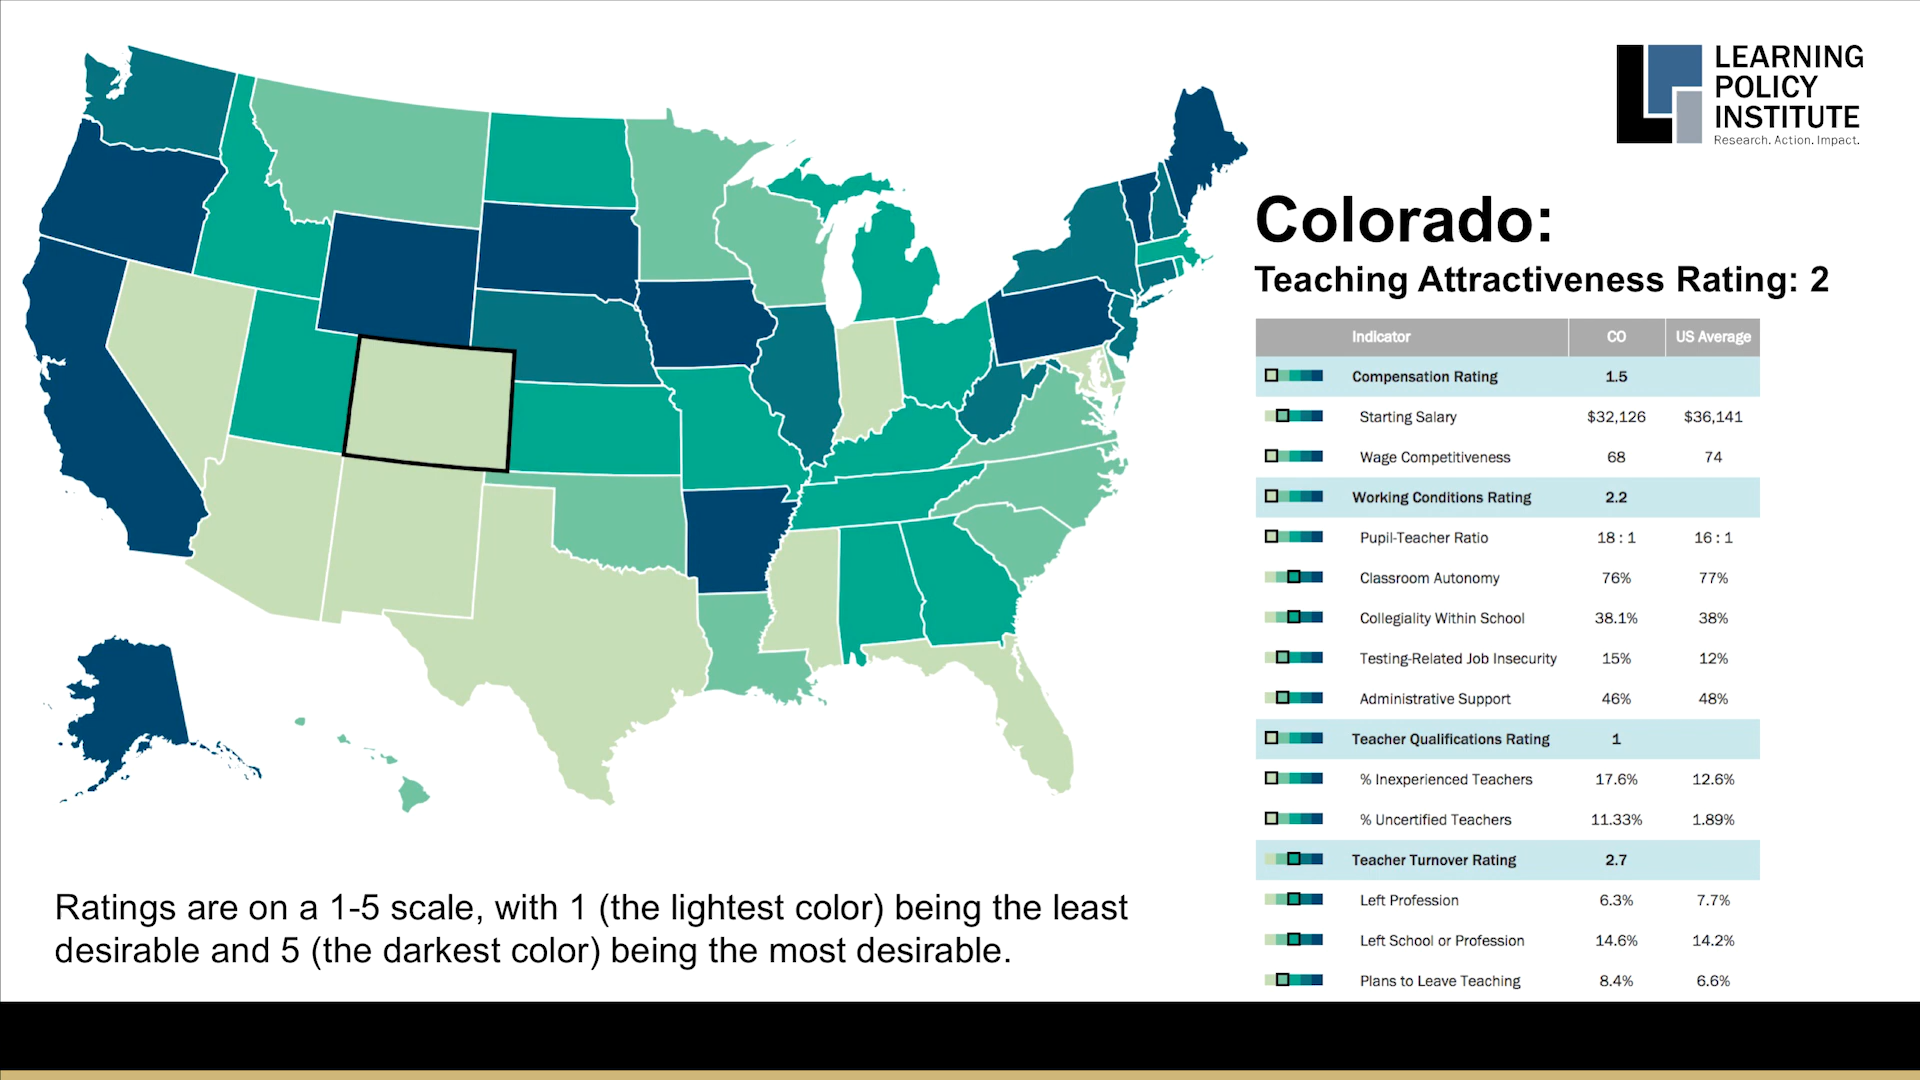 LEARNING
POLICY
INSTITUTE
Research. Action. Impact.
Colorado:
Teaching Attractiveness Rating: 2
Indicator CO US Average
Compensation Rating 1.5
Starting Salary $32,126 $36,141
Wage Competitiveness 68 74
Working Conditions Rating 2.2
Pupil-Teacher Ratio 18 : 1 16 : 1
Classroom Autonomy 76% 77%
Collegiality Within School 38.1% 38%
Testing-Related Job Insecurity 15% 12%
Administrative Support 46% 48%
Teacher Qualifications Rating 1
% Inexperienced Teachers 17.6% 12.6%
% Uncertified Teachers 11.33% 1.89%
Teacher Turnover Rating 2.7
Left Profession 6.3% 7.7%
Left School or Profession 14.6% 14.2%
Plans to Leave Teaching 8.4% 6.6%
Ratings are on a 1-5 scale, with 1 (the lightest color) being the least
desirable and 5 (the darkest color) being the most desirable.